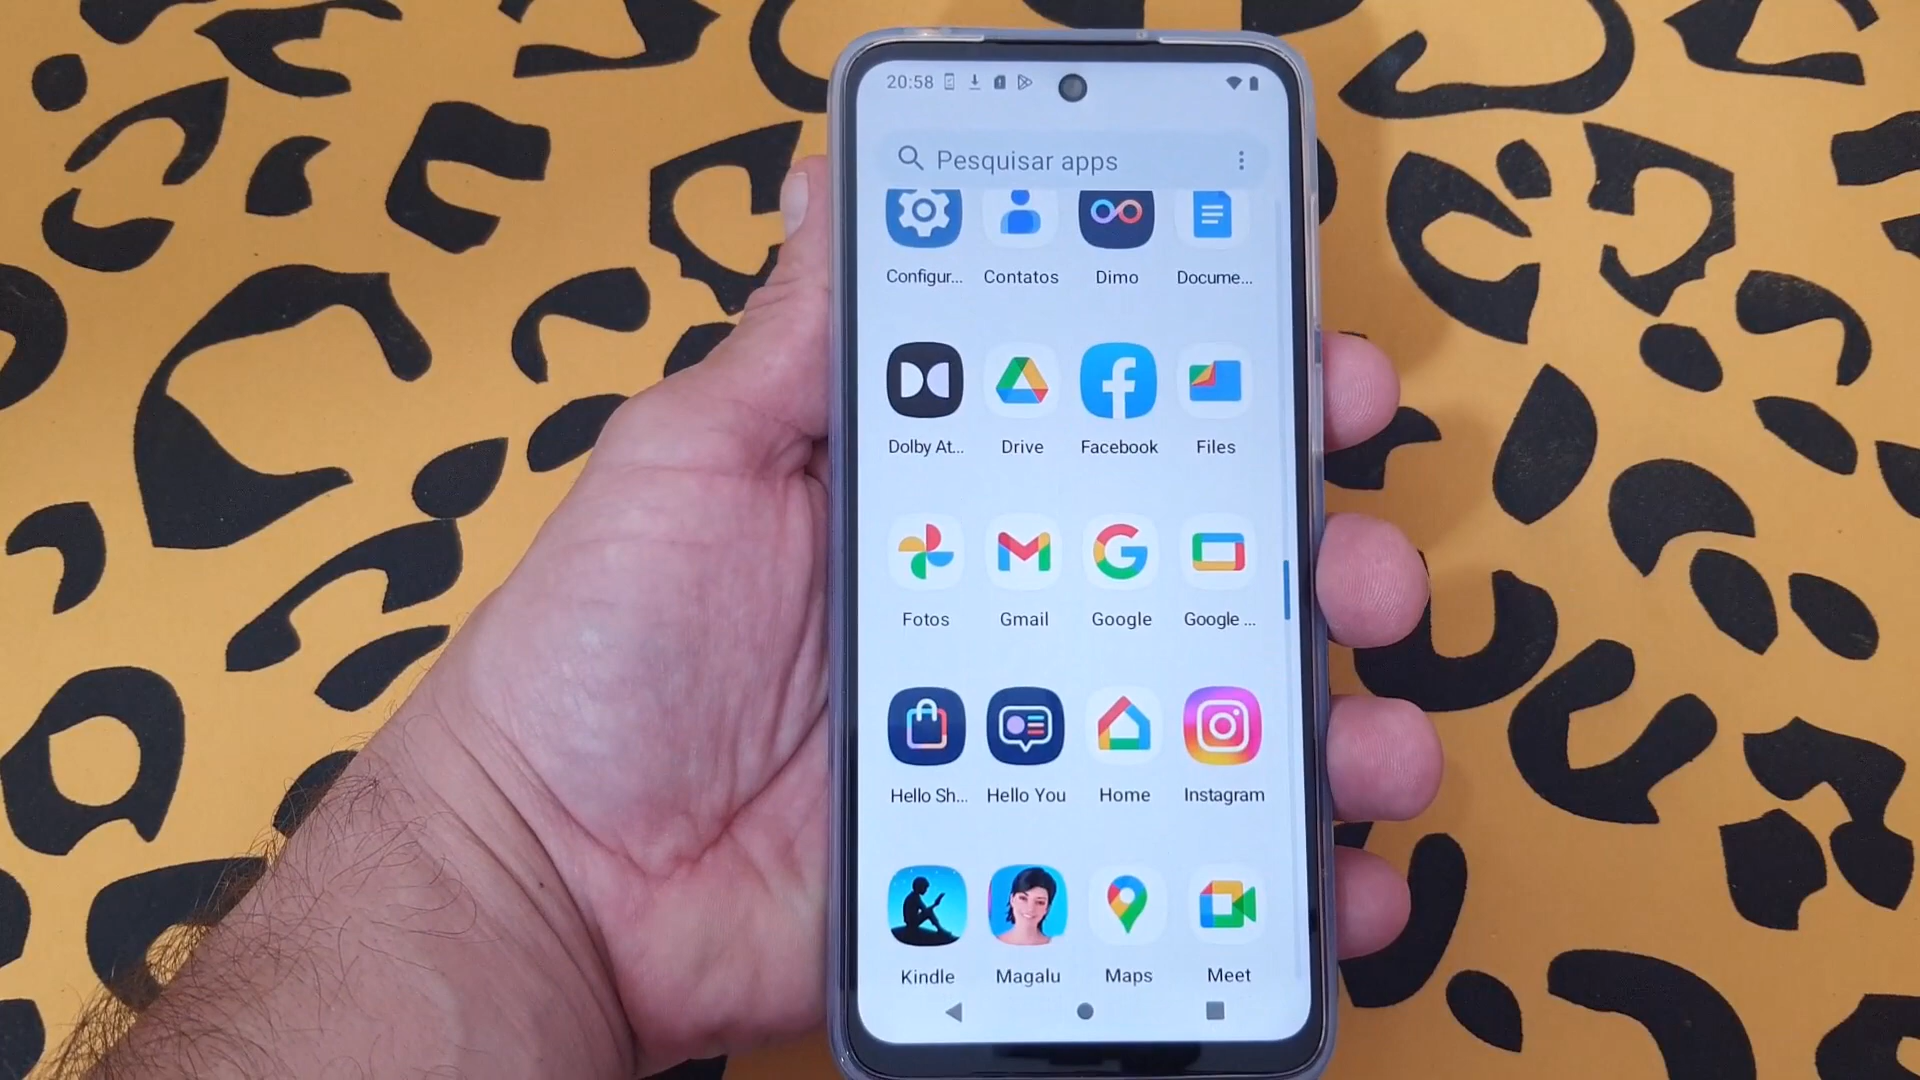 20:58
Pesquisar apps
Configur... Contatos Dimo Docume...
Dolby At... Drive Facebook Files
Fotos Gmail Google Google ...
Hello Sh... Hello You Home Instagram
Kindle Magalu Maps Meet